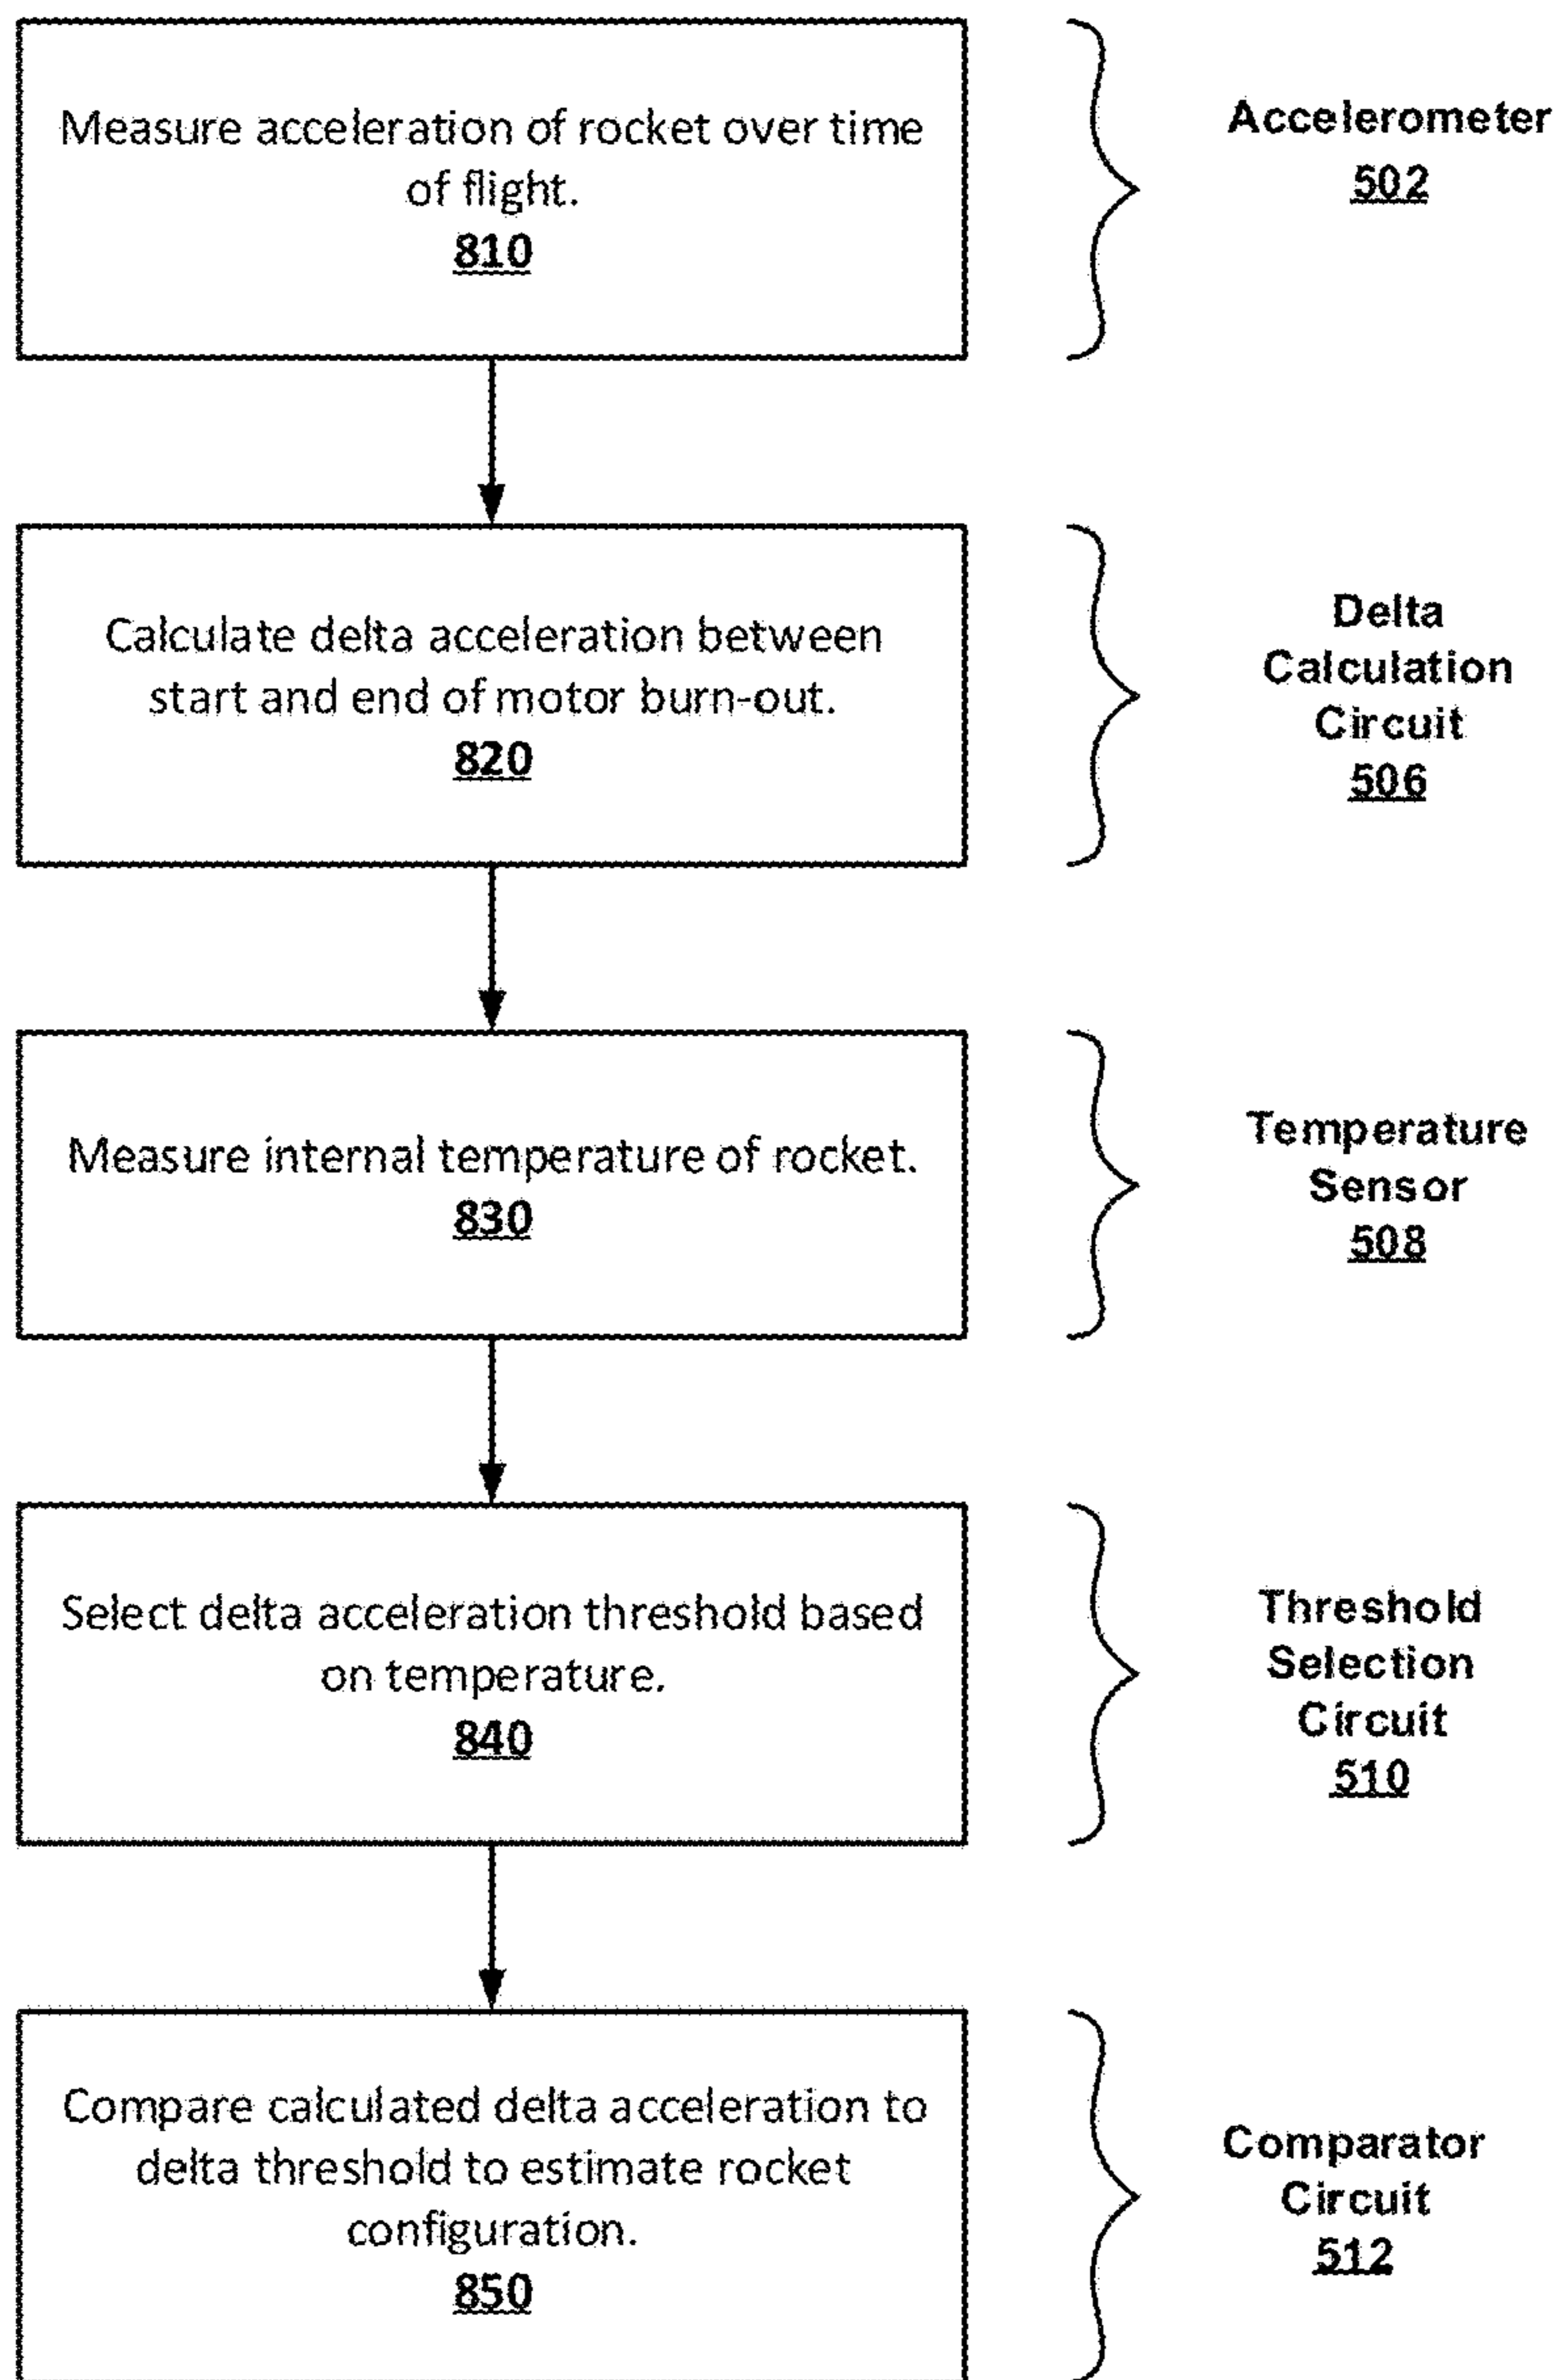 Measure acceleration of rocket over time
of flight.
810
Accelerometer
502
Calculate delta acceleration between
start and end of motor burn-out.
820
Delta
Calculation
Circuit
506
Measure internal temperature of rocket.
830
Temperature
Sensor
508
Select delta acceleration threshold based
on temperature.
840
Threshold
Selection
Circuit
510
Compare calculated delta acceleration to
delta threshold to estimate rocket
configuration.
850
Comparator
Circuit
512